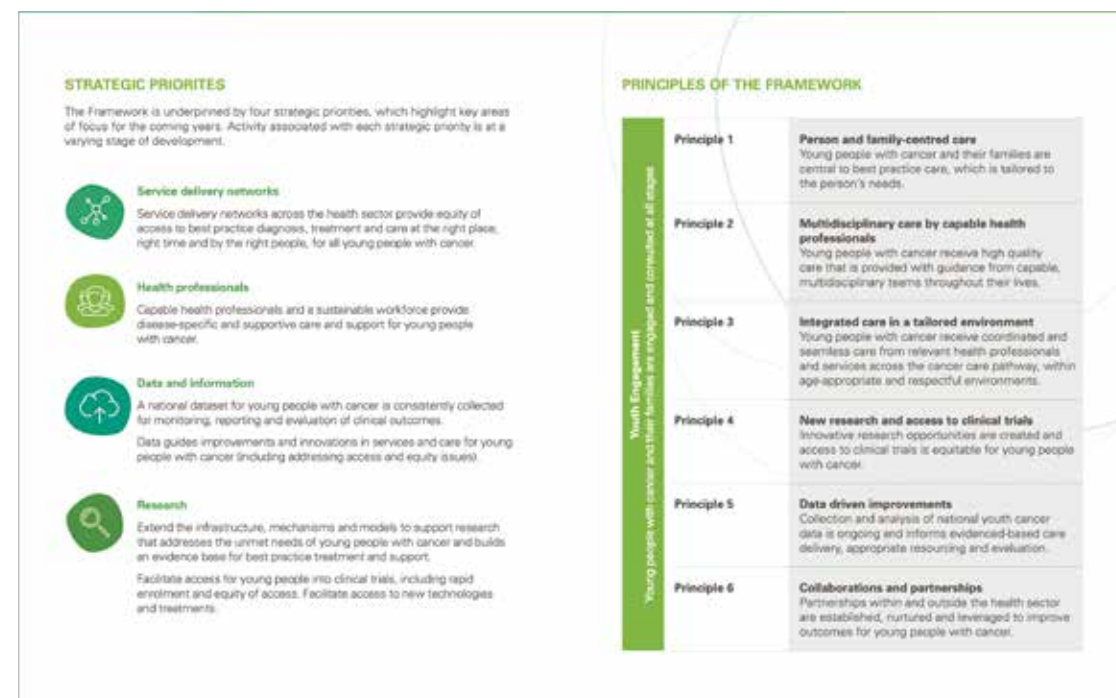 STRATEGIC PRIORITES
The Framework is underpinned by four strategic priorities, which highlight key areas
of focus for the coming years. Activity associated with each strategic priority is at a
varying stage of development.
Service delivery networks
Service delivery networks across the health sector provide equity of
access to best practice diagnosis, treatment and care at the right place,
right time and by the right people, for all young people with cancer.
Health professionals
Capable health professionals and a sustainable workforce provide
disease-specific and supportive care and support for young people
with cancer.
Data and information
A national dataset for young people with cancer is consistently collected
for monitoring, reporting and evaluation of clinical outcomes.
Data guides improvements and innovations in services and care for young
people with cancer (including addressing access and equity issues).
Research
Extend the infrastructure, mechanisms and models to support research
that addresses the unmet needs of young people with cancer and builds
an evidence base for best practice treatment and support.
Facilitate access for young people into clinical trials, including rapid
enrolment and equity of access. Facilitate access to new technologies
and treatments.
PRINCIPLES OF THE FRAMEWORK
Youth Engagement
Young people with cancer and their families are engaged and consulted at all stages
Principle 1
Person and family-centred care
Young people with cancer and their families are
central to best practice care, which is tailored to
the person's needs.
Principle 2
Multidisciplinary care by capable health
professionals
Young people with cancer receive high quality
care that is provided with guidance from capable,
multidisciplinary teams throughout their lives.
Principle 3
Integrated care in a tailored environment
Young people with cancer receive coordinated and
seamless care from relevant health professionals
and services across the cancer care pathway, within
age-appropriate and respectful environments.
Principle 4
New research and access to clinical trials
Innovative research opportunities are created and
access to clinical trials is equitable for young people
with cancer.
Principle 5
Data driven improvements
Collection and analysis of national youth cancer
data is ongoing and informs evidenced-based care
delivery, appropriate resourcing and evaluation.
Principle 6
Collaborations and partnerships
Partnerships within and outside the health sector
are established, nurtured and leveraged to improve
outcomes for young people with cancer.